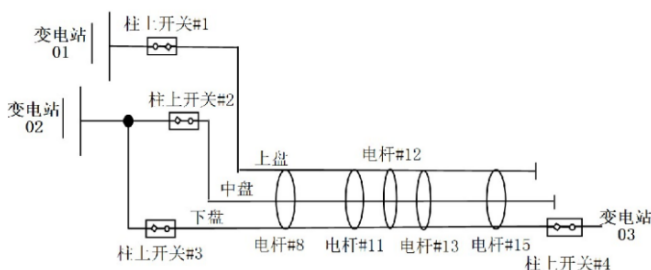 柱上开关#1
变电站
01
变电站
02
柱上开关#2
上盘
电杆#12
中盘
下盘
变电站
03
柱上开关#3
电杆#8
电杆#11
电杆#13
电杆#15
柱上开关#4